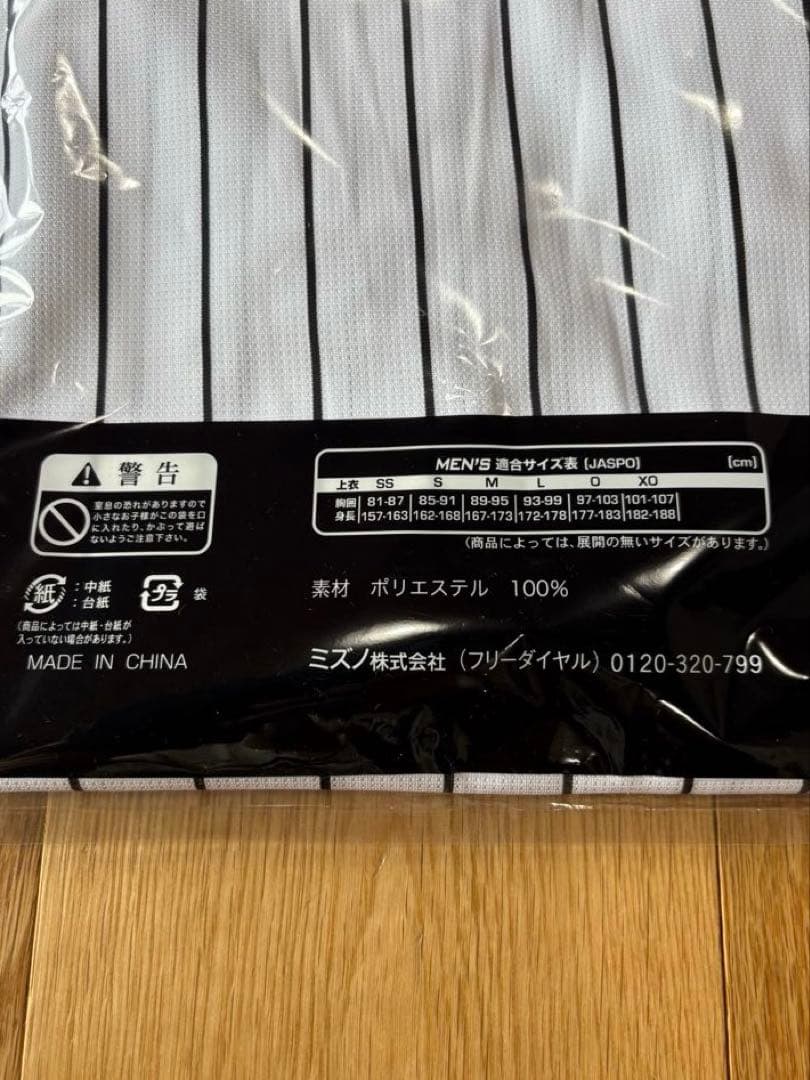 警告
窒息の恐れがありますので
小さなお子様がこの袋を口
に入れたり、かぶって遊ば
ないようご注意下さい。
MEN'S 適合サイズ表 [JASPO] [cm]
上衣 SS S M L O XO
胸囲 81-87 85-91 89-95 93-99 97-103 101-107
身長 157-163 162-168 167-173 172-178 177-183 182-188
(商品によっては、展開の無いサイズがあります。)
紙 :中紙
:台紙
プラ 袋
(商品によっては中紙・台紙が
入っていない場合があります。)
素材 ポリエステル 100%
MADE IN CHINA
ミズノ株式会社 (フリーダイヤル) 0120-320-799